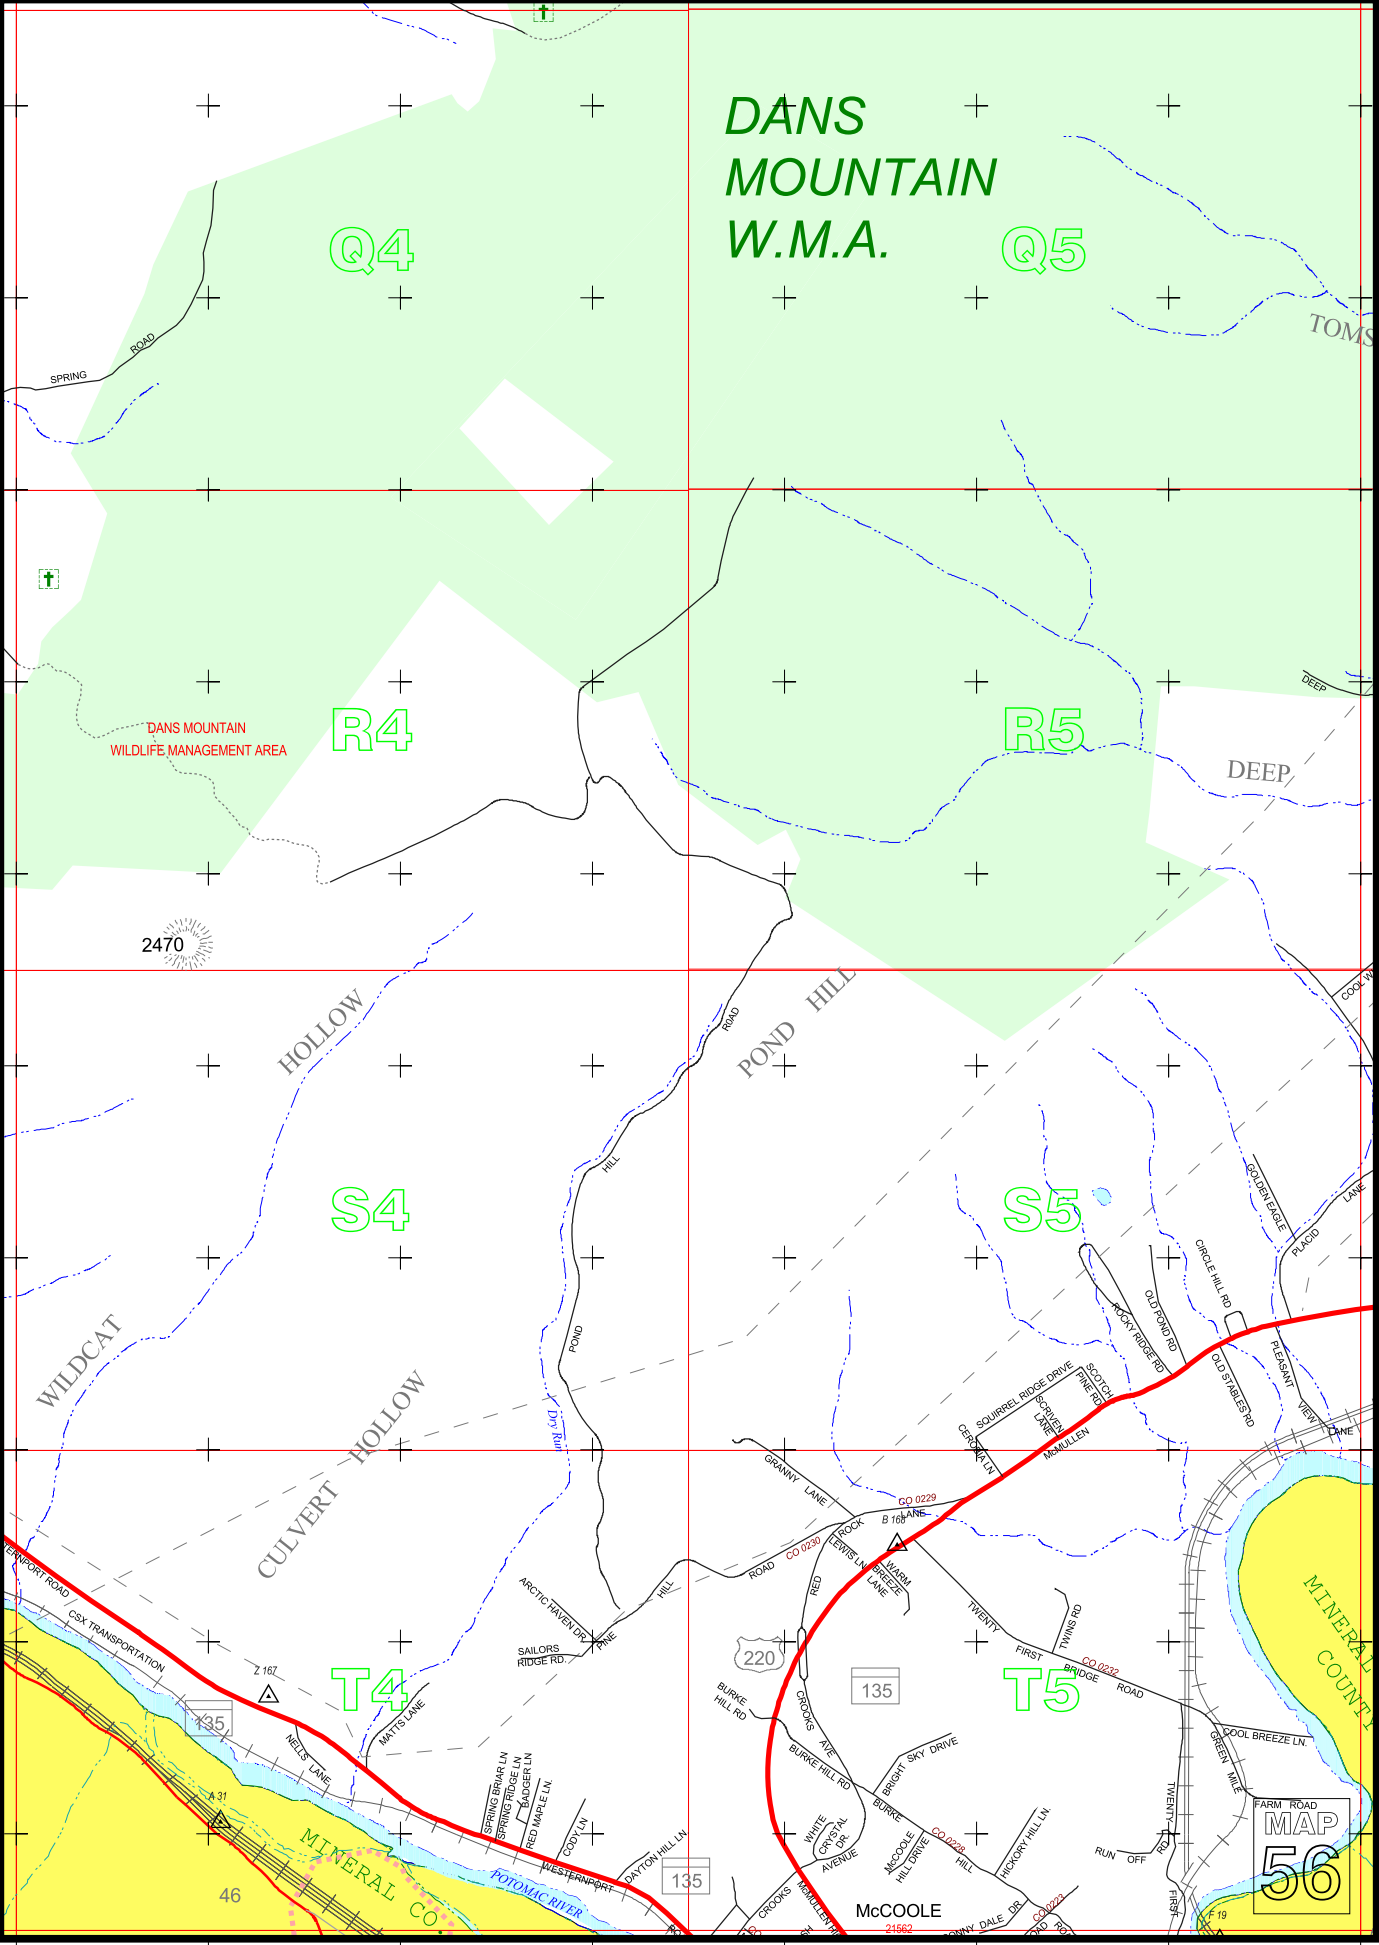 DANS
MOUNTAIN
W.M.A.
Q4
Q5
TOMS
ROAD
SPRING
DEEP
DANS MOUNTAIN
WILDLIFE MANAGEMENT AREA
R4
R5
DEEP
2470
HOLLOW
ROAD
POND HILL
HILL
S4
S5
GOLDEN EAGLE
LANE
PLACID
CIRCLE HILL RD
OLD POND RD
ROCKY RIDGE RD
POND
WILDCAT
CULVERT HOLLOW
Dry Run
SQUIRREL RIDGE DRIVE
SCOTCH
PINE RD
SCRIVEN
LANE
OLD STABLES RD
PLEASANT
VIEW
LANE
McMULLEN
GRANNY LANE
CO 0229
LANE
ROCK
B 168
CO 0230
ROAD
LEWIS LN
WARM
BREEZE
LANE
RED
HILL
PINE
ARCTIC HAVEN DR
SAILORS
RIDGE RD.
CSX TRANSPORTATION
Z 167
135
T4
MATTS LANE
NELLS LANE
220
135
TWENTY
FIRST
BRIDGE
ROAD
TWINS RD
CO 0232
T5
MINERAL
COUNTY
BURKE
HILL RD
CROOKS
AVE
BURKE HILL RD
BRIGHT SKY DRIVE
COOL BREEZE LN.
GREEN
MILE
FARM ROAD
MAP
56
A 31
SPRING BRIAR LN
SPRING RIDGE LN
BADGER LN
RED MAPLE LN.
CODY LN
DAYTON HILL LN
WESTERNPORT
135
POTOMAC RIVER
MINERAL CO.
46
WHITE
CRYSTAL
DR.
AVENUE
CROOKS
BURKE
CO 0228
HILL
McCOOLE
HILL DRIVE
HICKORY HILL LN.
RUN OFF RD
TWENTY
FIRST
CO 0223
DR
McCOOLE
21562
F 19